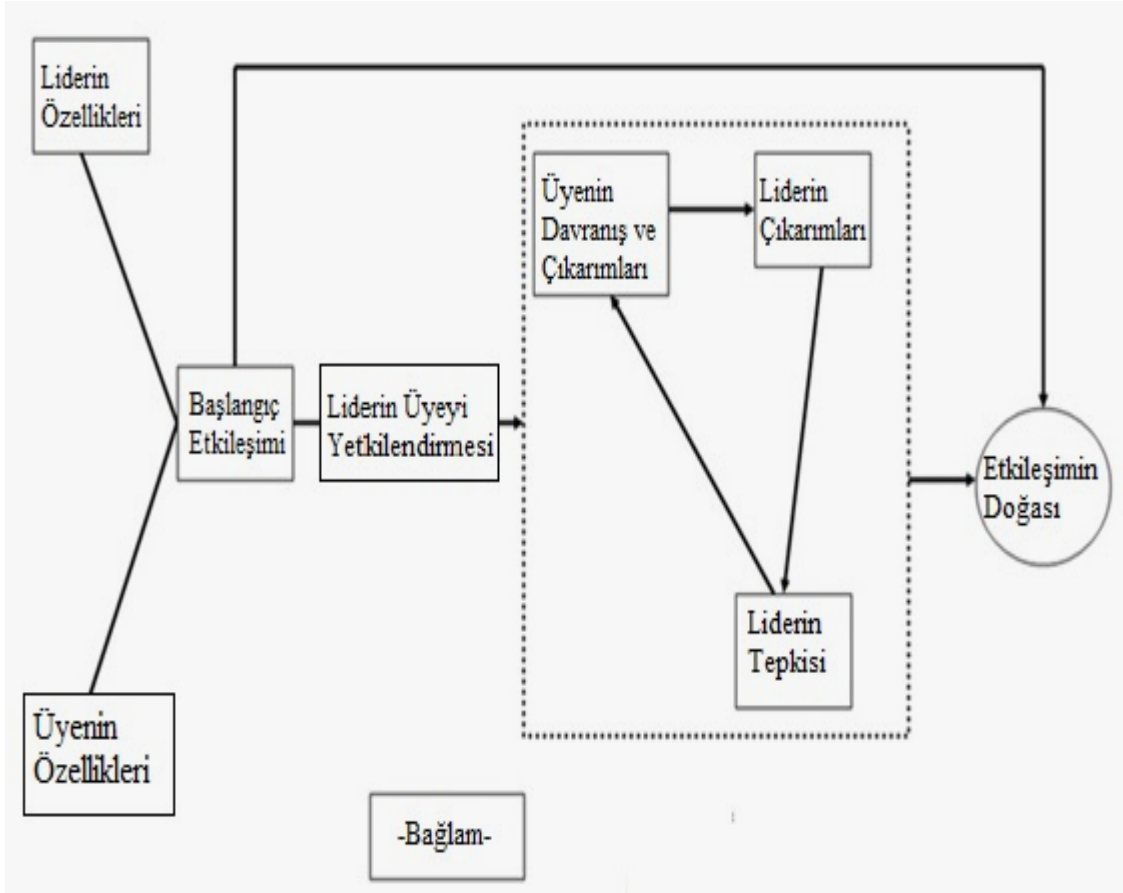 Liderin
Özellikleri
Üyenin
Davranış ve
Çıkarımları
Liderin
Çıkarımları
Başlangıç
Etkileşimi
Liderin Üyeyi
Yetkilendirmesi
Etkileşimin
Doğası
Liderin
Tepkisi
Üyenin
Özellikleri
-Bağlam-